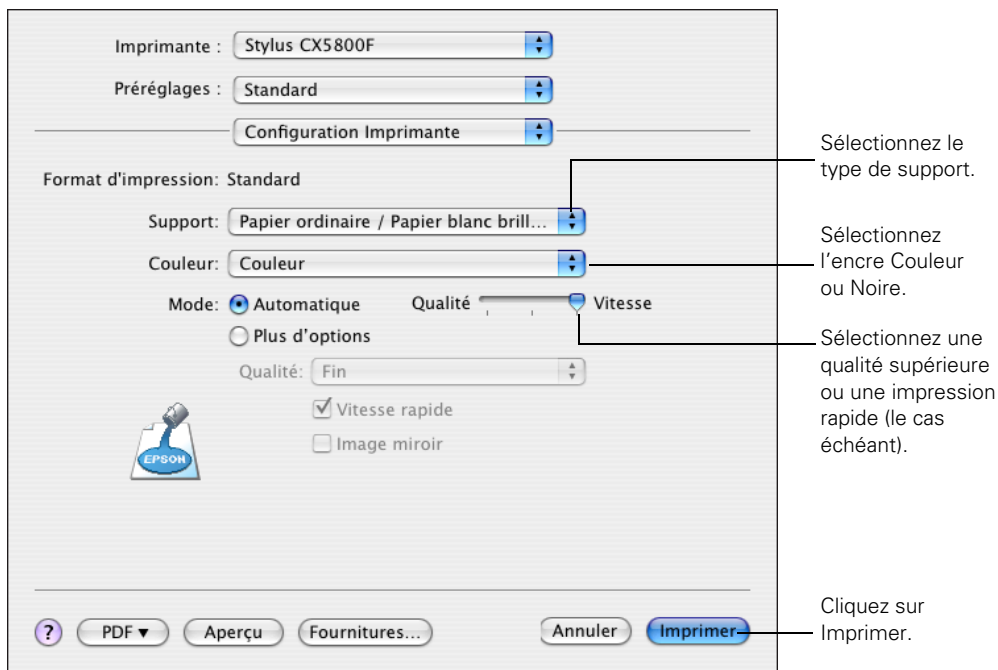 Imprimante : Stylus CX5800F
Préréglages : Standard
Configuration Imprimante
Sélectionnez le
type de support.
Format d'impression: Standard
Support: Papier ordinaire / Papier blanc brill...
Sélectionnez
l’encre Couleur
ou Noire.
Couleur: Couleur
Mode: Automatique Qualité Vitesse
Plus d'options
Sélectionnez une
qualité supérieure
ou une impression
rapide (le cas
échéant).
Qualité: Fin
Vitesse rapide
Image miroir
EPSON
? PDF▼ Aperçu Fournitures... Annuler Imprimer
Cliquez sur
Imprimer.